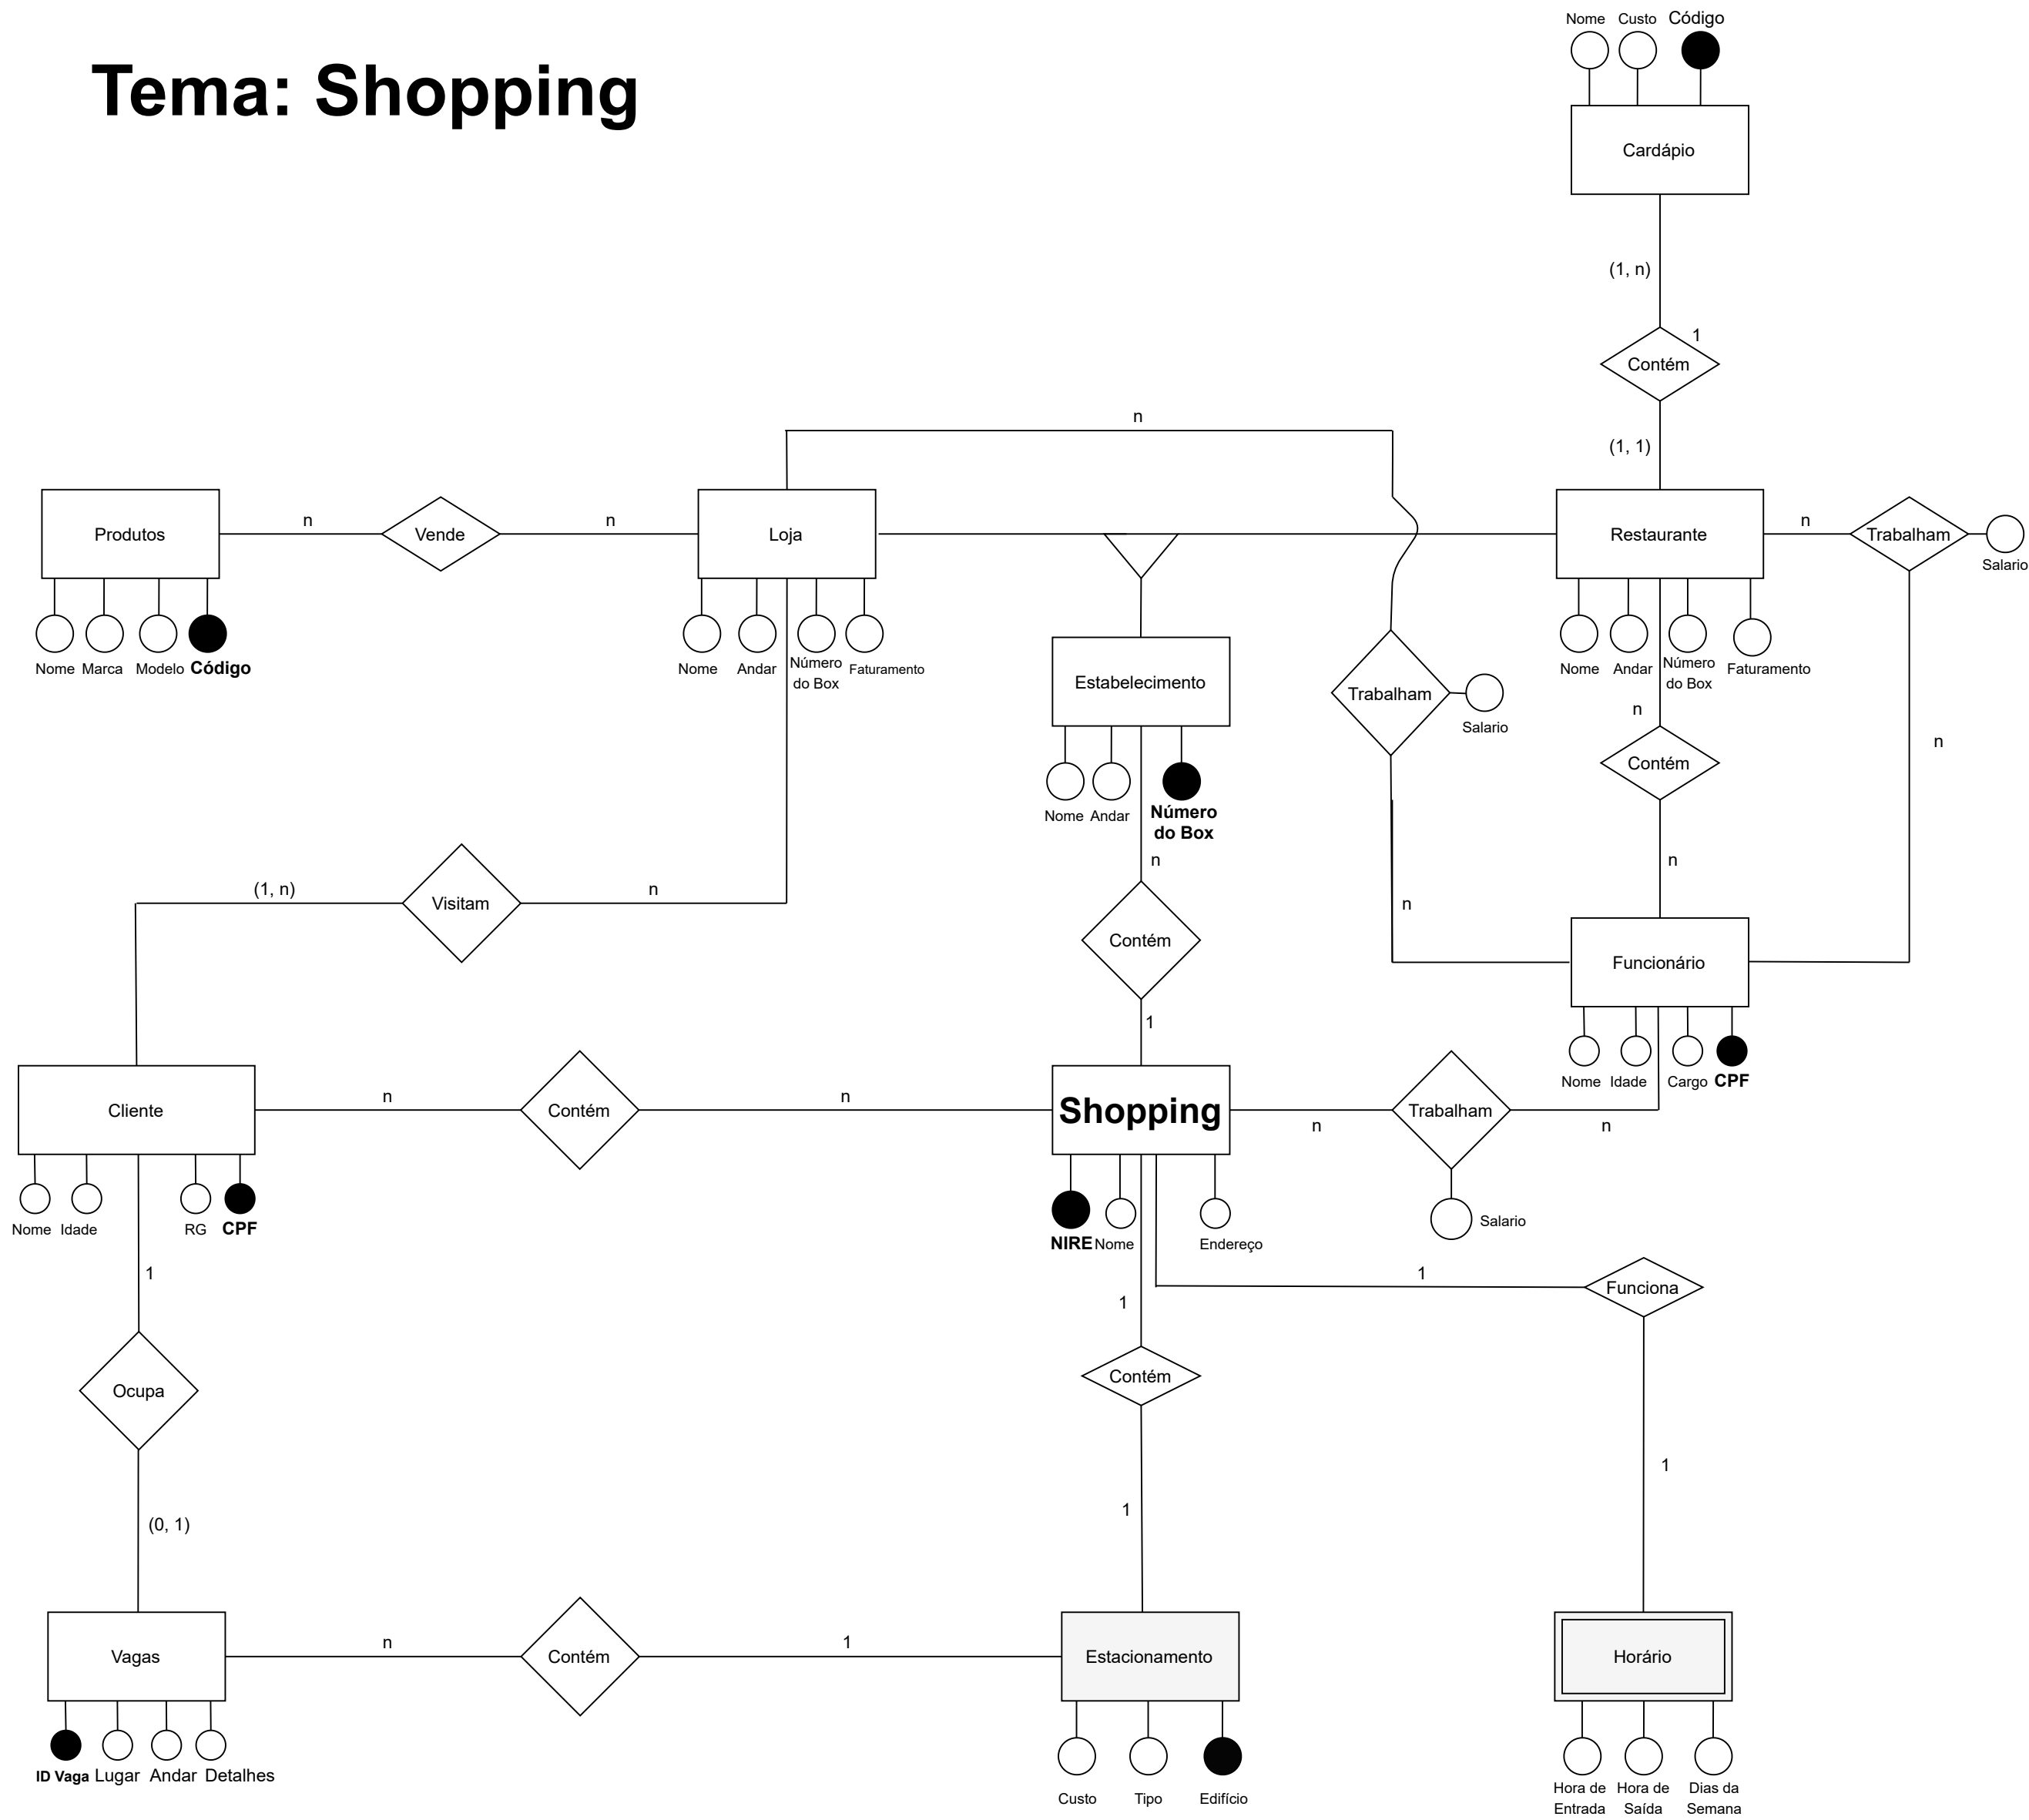 Nome Custo Código
Tema: Shopping
Cardápio
(1, n)
1
Contém
n
(1, 1)
Produtos
n
Vende
n
Loja
Restaurante
n
Trabalham
Salario
Nome Marca Modelo Código
Nome Andar Número do Box Faturamento
Estabelecimento
Trabalham
Salario
Nome Andar Número do Box Faturamento
n
Contém
n
Nome Andar Número do Box
n
n
(1, n)
Visitam
n
Contém
n
Funcionário
1
Nome Idade Cargo CPF
Cliente
n
Contém
n
Shopping
n
Trabalham
n
Salario
Nome Idade RG CPF
NIRE Nome Endereço
1
1
1
Funciona
Ocupa
Contém
1
1
(0, 1)
Vagas
n
Contém
1
Estacionamento
Horário
ID Vaga Lugar Andar Detalhes
Custo Tipo Edifício
Hora de Entrada Hora de Saída Dias da Semana